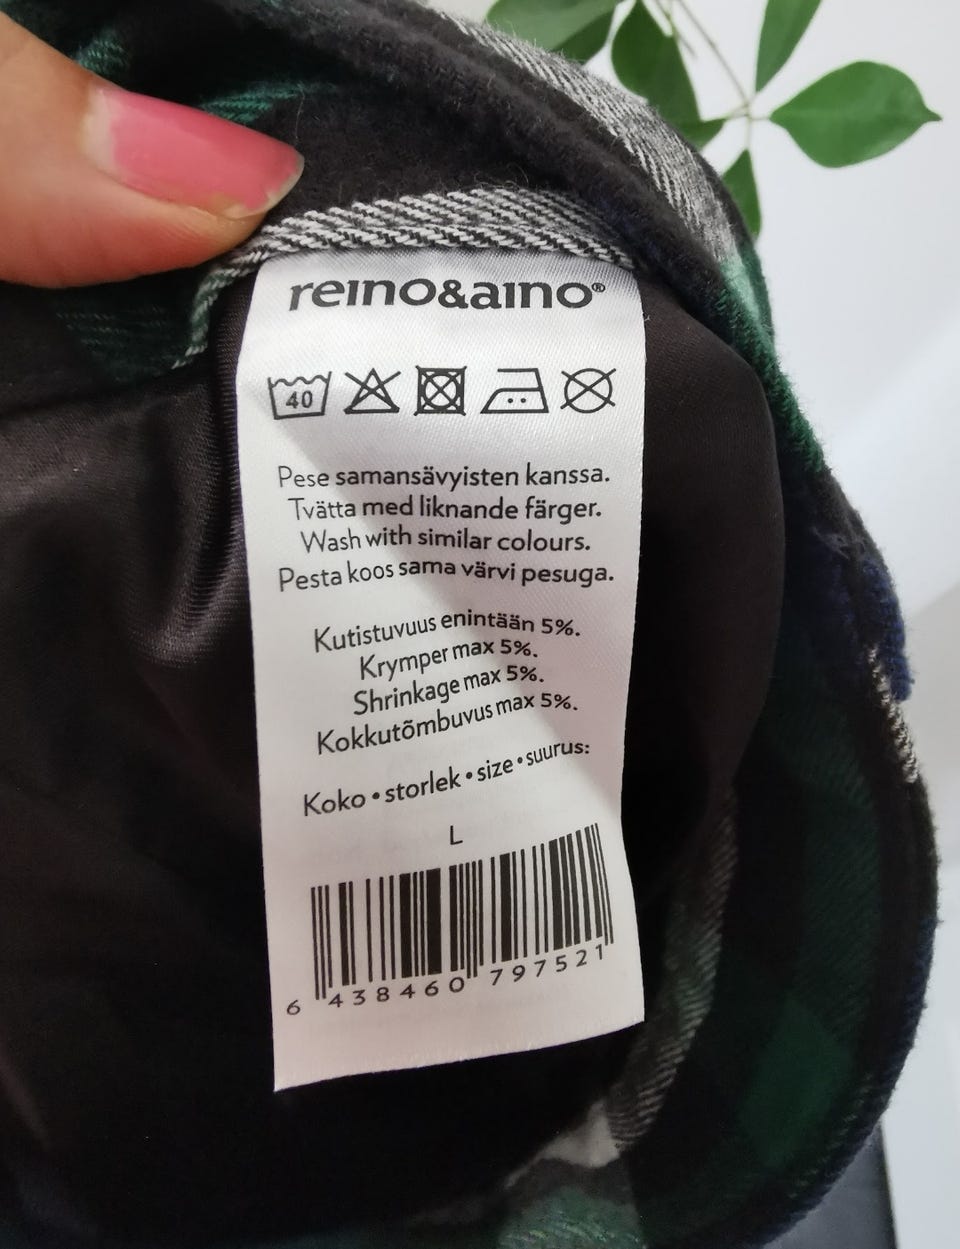 reino&aino®
40
Pese samansävyisten kanssa.
Tvätta med liknande färger.
Wash with similar colours.
Pesta koos sama värvi pesuga.
Kutistuvuus enintään 5%.
Krymper max 5%.
Shrinkage max 5%.
Kokkutõmbuvus max 5%.
Koko • storlek • size • suurus:
L
6 438460 797521